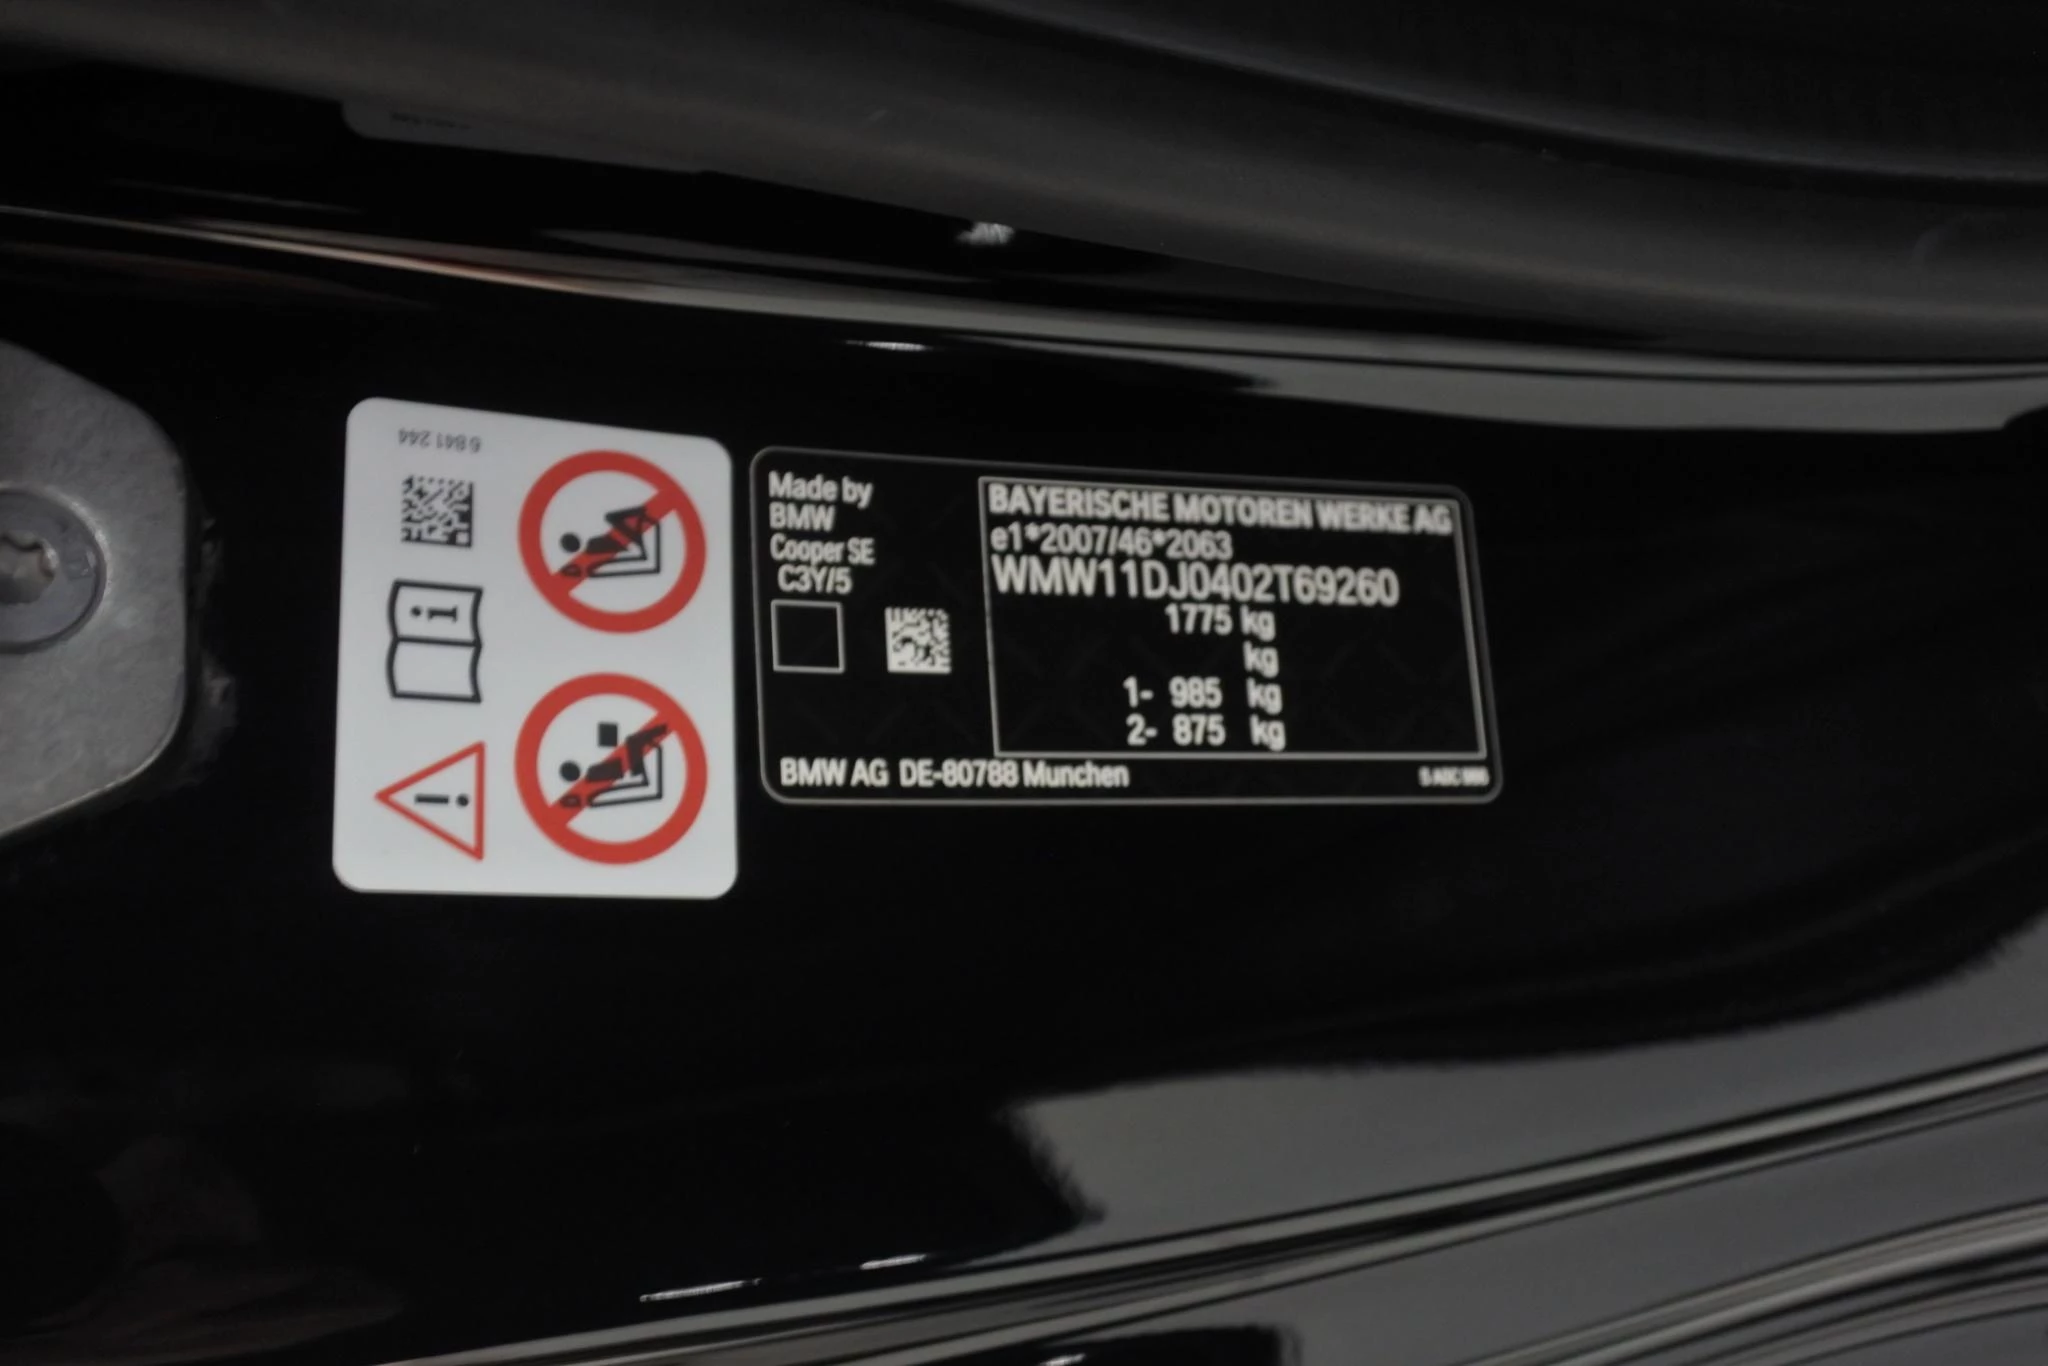 6 841 244
i
!
Made by
BMW
Cooper SE
C3Y/5
BAYERISCHE MOTOREN WERKE AG
e1*2007/46*2063
WMW11DJ0402T69260
1775 kg
kg
1- 985 kg
2- 875 kg
BMW AG DE-80788 Munchen